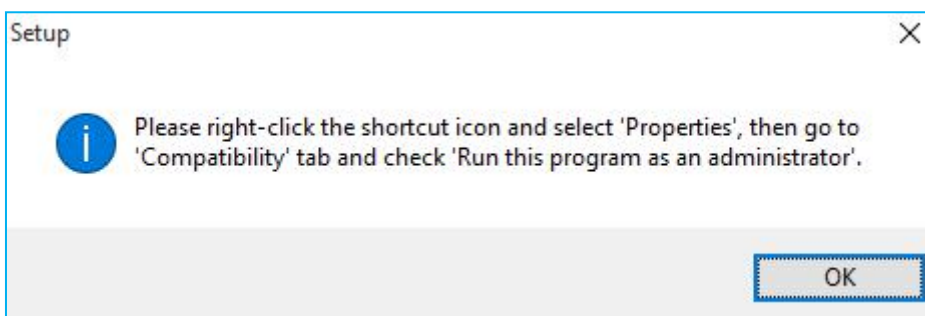 Setup
Please right-click the shortcut icon and select 'Properties', then go to
'Compatibility' tab and check 'Run this program as an administrator'.
OK